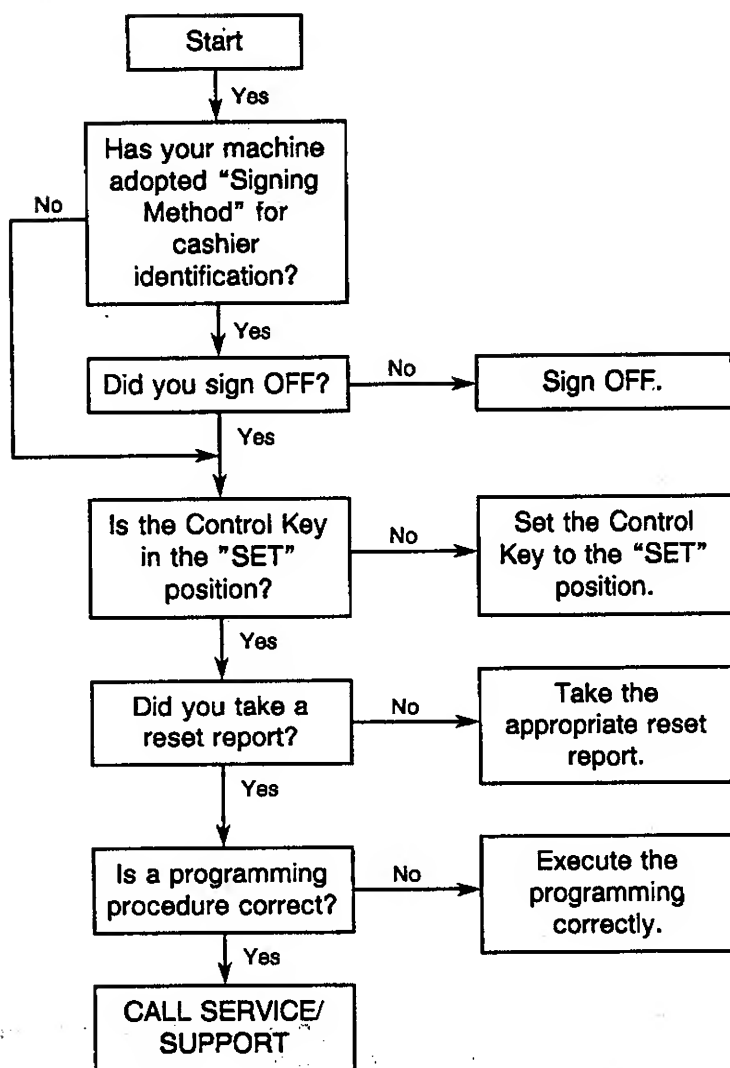 Start
Yes
Has your machine
adopted “Signing
Method” for
cashier
identification?
No
Yes
Did you sign OFF?
No
Sign OFF.
Yes
Is the Control Key
in the ”SET”
position?
No
Set the Control
Key to the “SET”
position.
Yes
Did you take a
reset report?
No
Take the
appropriate reset
report.
Yes
Is a programming
procedure correct?
No
Execute the
programming
correctly.
Yes
CALL SERVICE/
SUPPORT